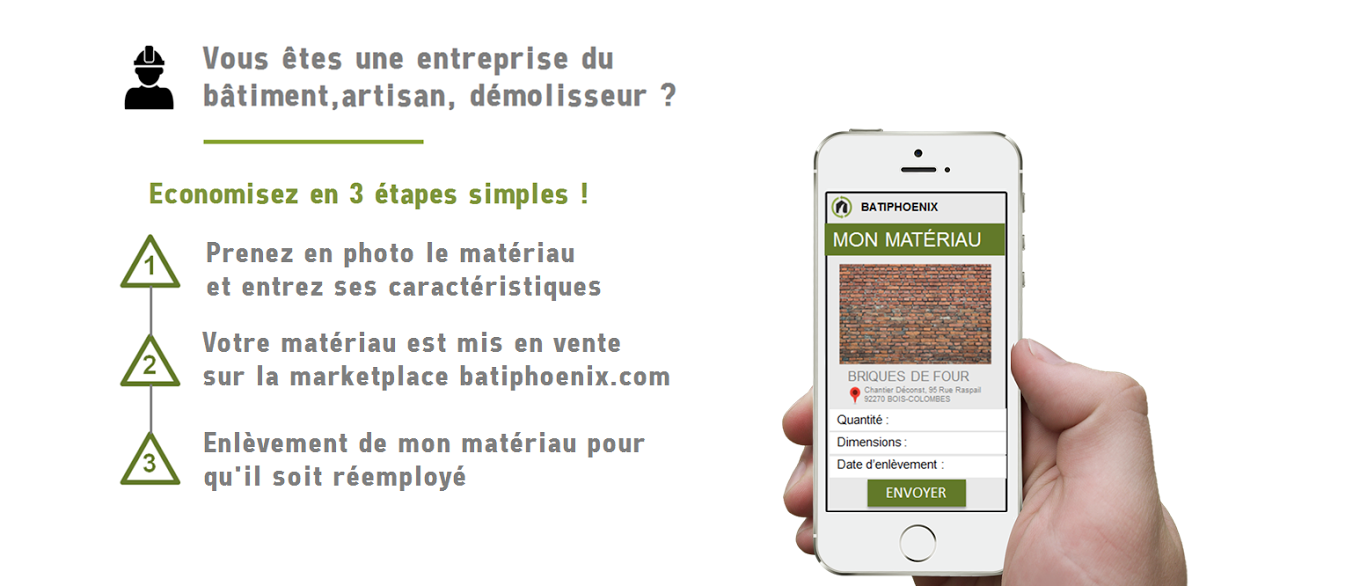 Vous êtes une entreprise du
bâtiment,artisan, démolisseur ?
Economisez en 3 étapes simples !
1
Prenez en photo le matériau
et entrez ses caractéristiques
2
Votre matériau est mis en vente
sur la marketplace batiphoenix.com
3
Enlèvement de mon matériau pour
qu'il soit réemployé
BATIPHOENIX
MON MATÉRIAU
BRIQUES DE FOUR
Chantier Déconst, 95 Rue Raspail
92270 BOIS-COLOMBES
Quantité :
Dimensions :
Date d'enlèvement :
ENVOYER